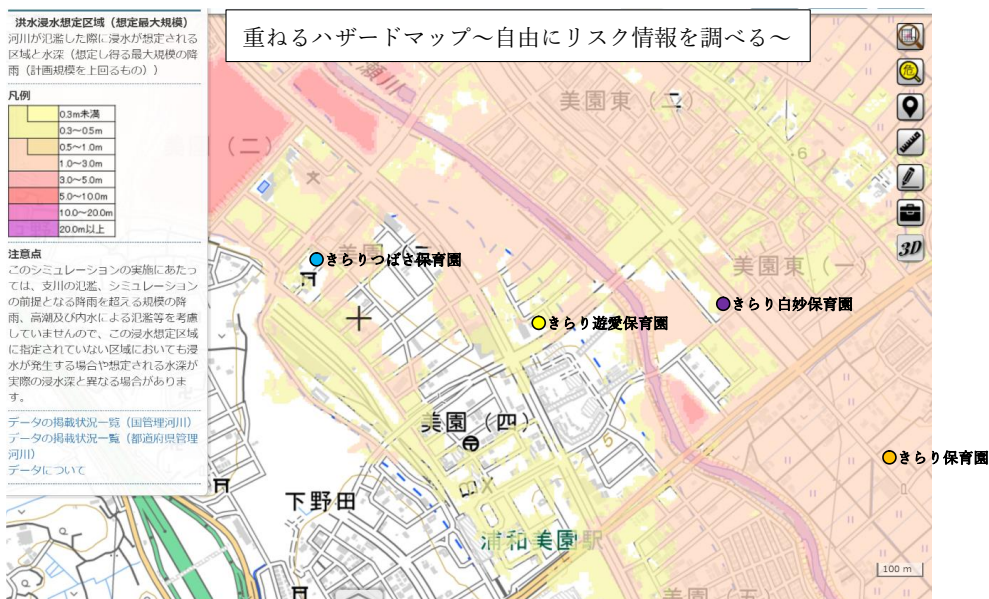 重ねるハザードマップ～自由にリスク情報を調べる～
洪水浸水想定区域（想定最大規模）
河川が氾濫した際に浸水が想定される
区域と水深（想定し得る最大規模の降
雨（計画規模を上回るもの））
凡例
0.3m未満
0.3～0.5m
0.5～1.0m
1.0～3.0m
3.0～5.0m
5.0～10.0m
10.0～20.0m
20.0m以上
注意点
このシミュレーションの実施にあたっ
ては、支川の氾濫、シミュレーション
の前提となる降雨を超える規模の降
雨、高潮及び内水による氾濫等を考慮
していませんので、この浸水想定区域
に指定されていない区域においても浸
水が発生する場合や想定される水深が
実際の浸水深と異なる場合がありま
す。
データの掲載状況一覧（国管理河川）
データの掲載状況一覧（都道府県管理
河川）
データについて
瀬川
美園東（二）
（二）
6
危
3D
きらりつばさ保育園
美園東（一）
きらり白妙保育園
きらり遊愛保育園
美園（四）
5
きらり保育園
下野田
浦和美園駅
美園（五）
100 m